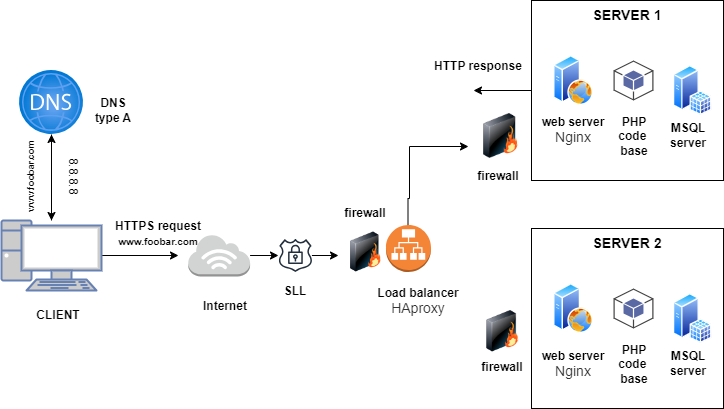 SERVER 1
HTTP response
DNS
DNS
type A
web server
Nginx
PHP
code
base
MSQL
server
www.foobar.com
8 8 8 8
firewall
HTTPS request
www.foobar.com
firewall
SERVER 2
Load balancer
HAproxy
SLL
Internet
CLIENT
firewall
web server
Nginx
PHP
code
base
MSQL
server